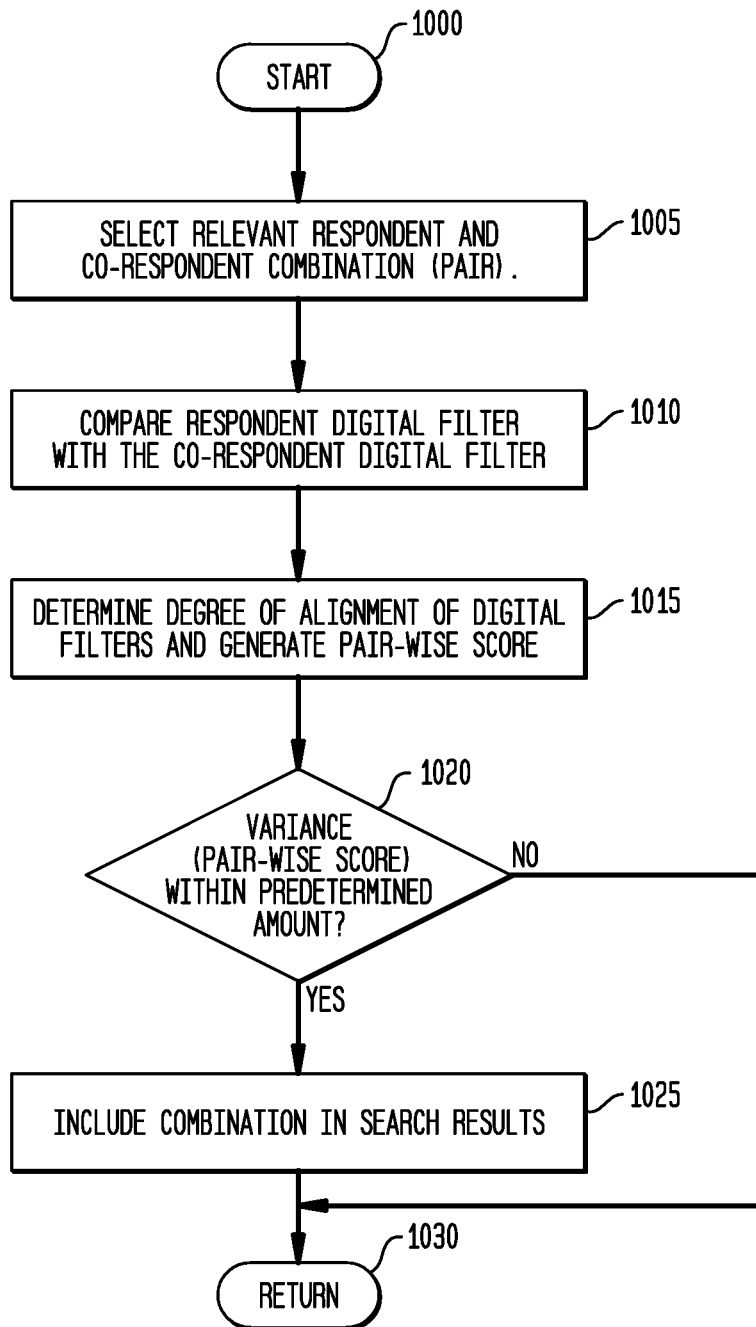 1000
START
SELECT RELEVANT RESPONDENT AND
CO-RESPONDENT COMBINATION (PAIR).
1005
COMPARE RESPONDENT DIGITAL FILTER
WITH THE CO-RESPONDENT DIGITAL FILTER
1010
DETERMINE DEGREE OF ALIGNMENT OF DIGITAL
FILTERS AND GENERATE PAIR-WISE SCORE
1015
1020
VARIANCE
(PAIR-WISE SCORE)
WITHIN PREDETERMINED
AMOUNT?
NO
YES
INCLUDE COMBINATION IN SEARCH RESULTS
1025
1030
RETURN